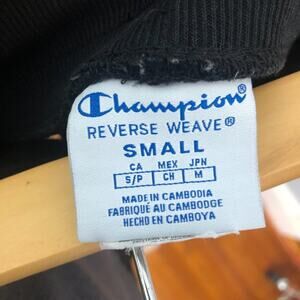 Champion
REVERSE WEAVE®
SMALL
CA MEX JPN
S/P CH M
MADE IN CAMBODIA
FABRIQUÉ AU CAMBODGE
HECHO EN CAMBOYA